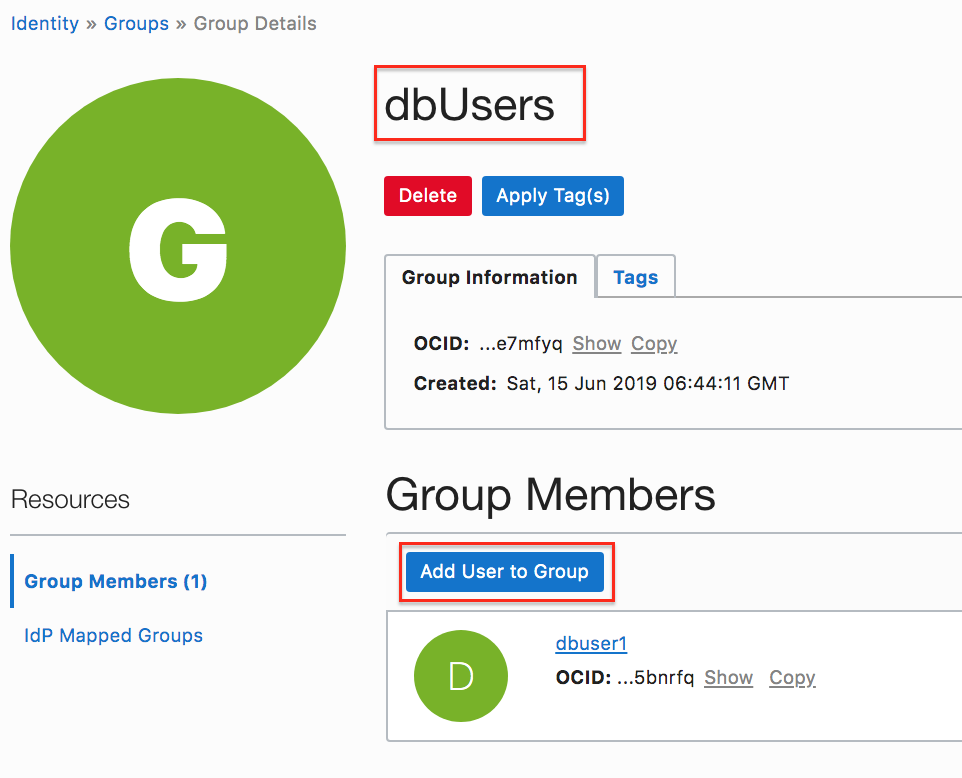 Identity » Groups » Group Details
G
dbUsers
Delete Apply Tag(s)
Group Information Tags
OCID: ...e7mfyq Show Copy
Created: Sat, 15 Jun 2019 06:44:11 GMT
Resources
Group Members (1)
IdP Mapped Groups
Group Members
Add User to Group
D
dbuser1
OCID: ...5bnrfq Show Copy